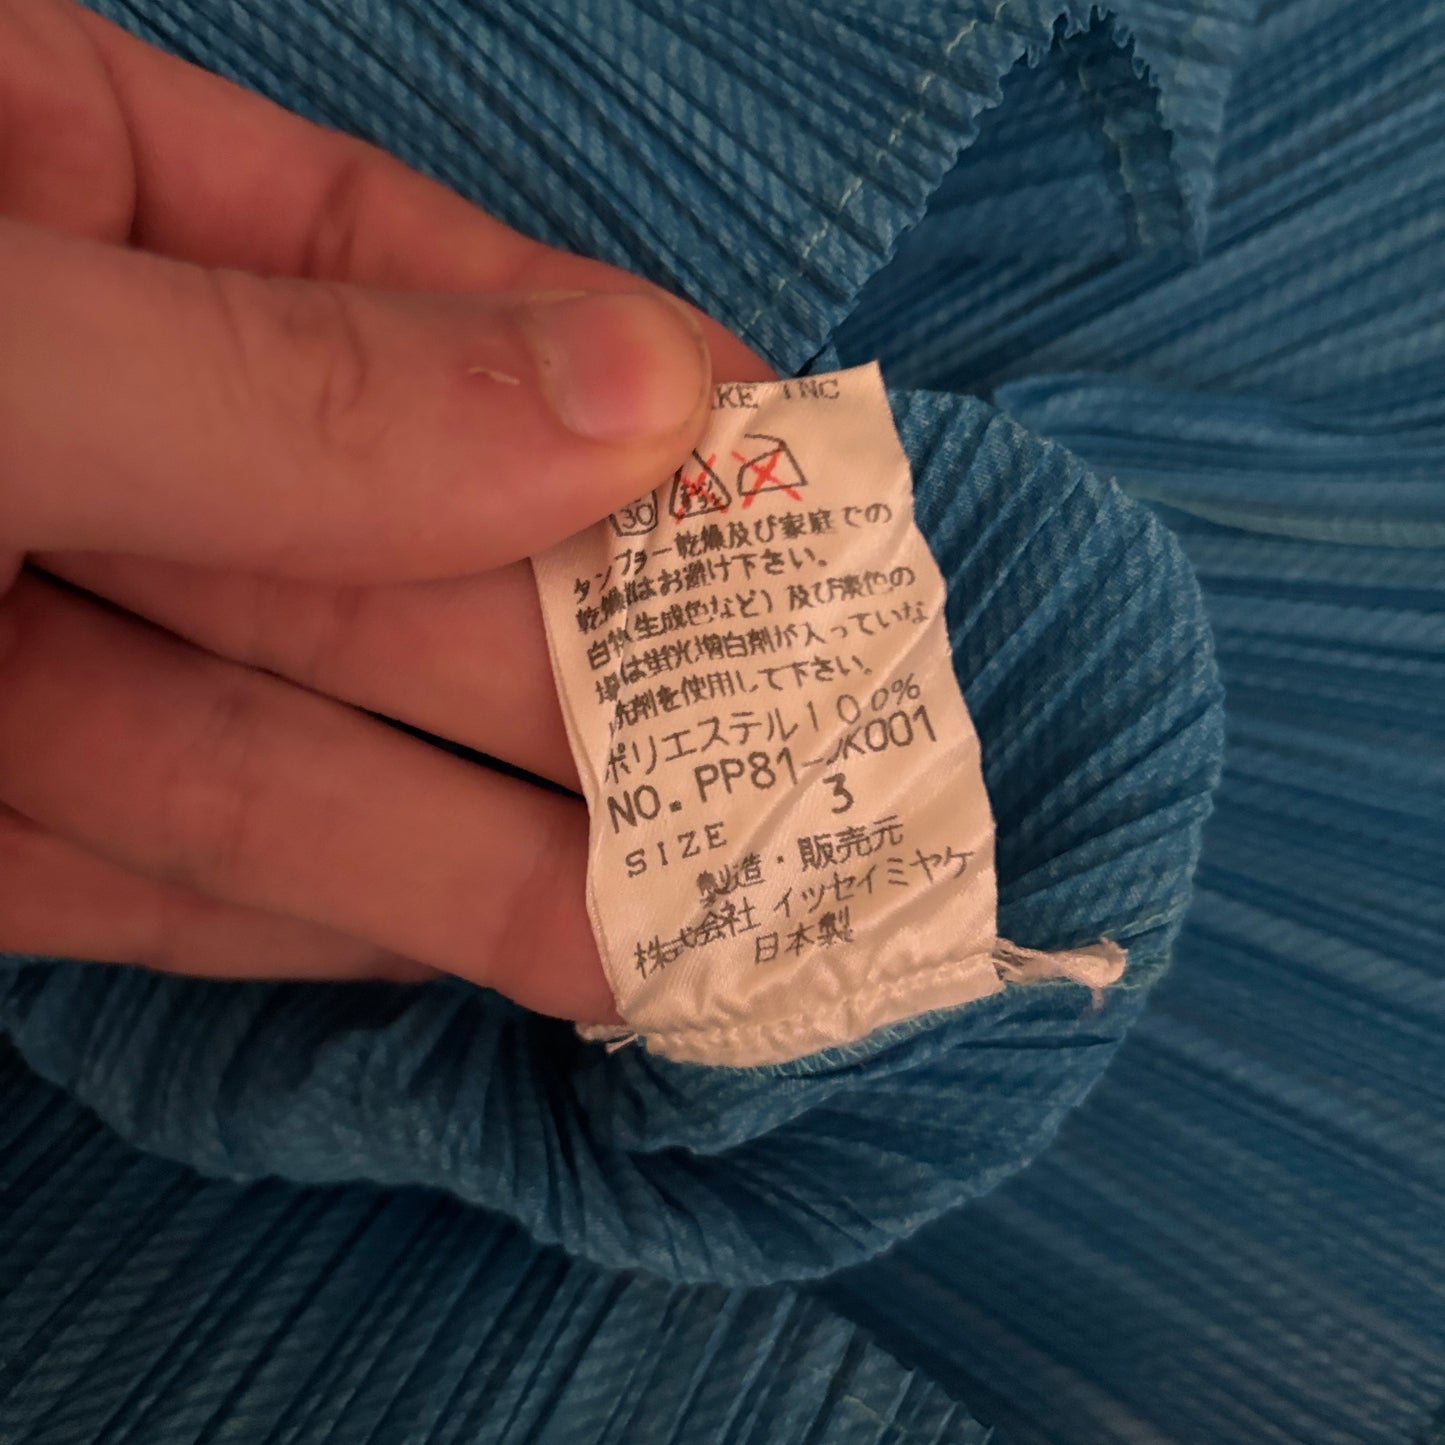 KE INC
30
タンブラー乾燥及び家庭での
乾燥はお避け下さい。
白物(生成色など)及び淡色の
場合は蛍光増白剤が入っていな
い洗剤を使用して下さい。
ポリエステル100%
NO. PP81-JK001
SIZE 3
製造・販売元
株式会社 イッセイミヤケ
日本製